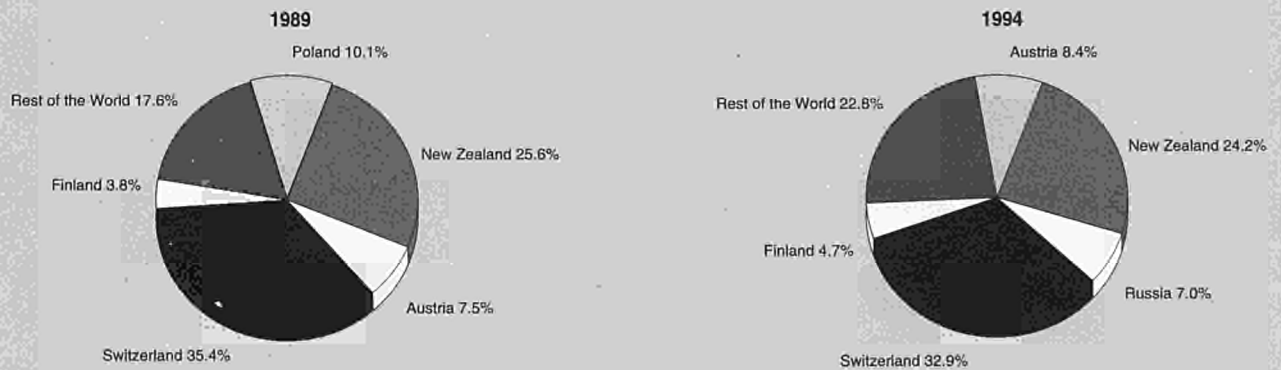 1989
Poland 10.1%
Rest of the World 17.6%
New Zealand 25.6%
Finland 3.8%
Austria 7.5%
Switzerland 35.4%
1994
Austria 8.4%
Rest of the World 22.8%
New Zealand 24.2%
Finland 4.7%
Russia 7.0%
Switzerland 32.9%